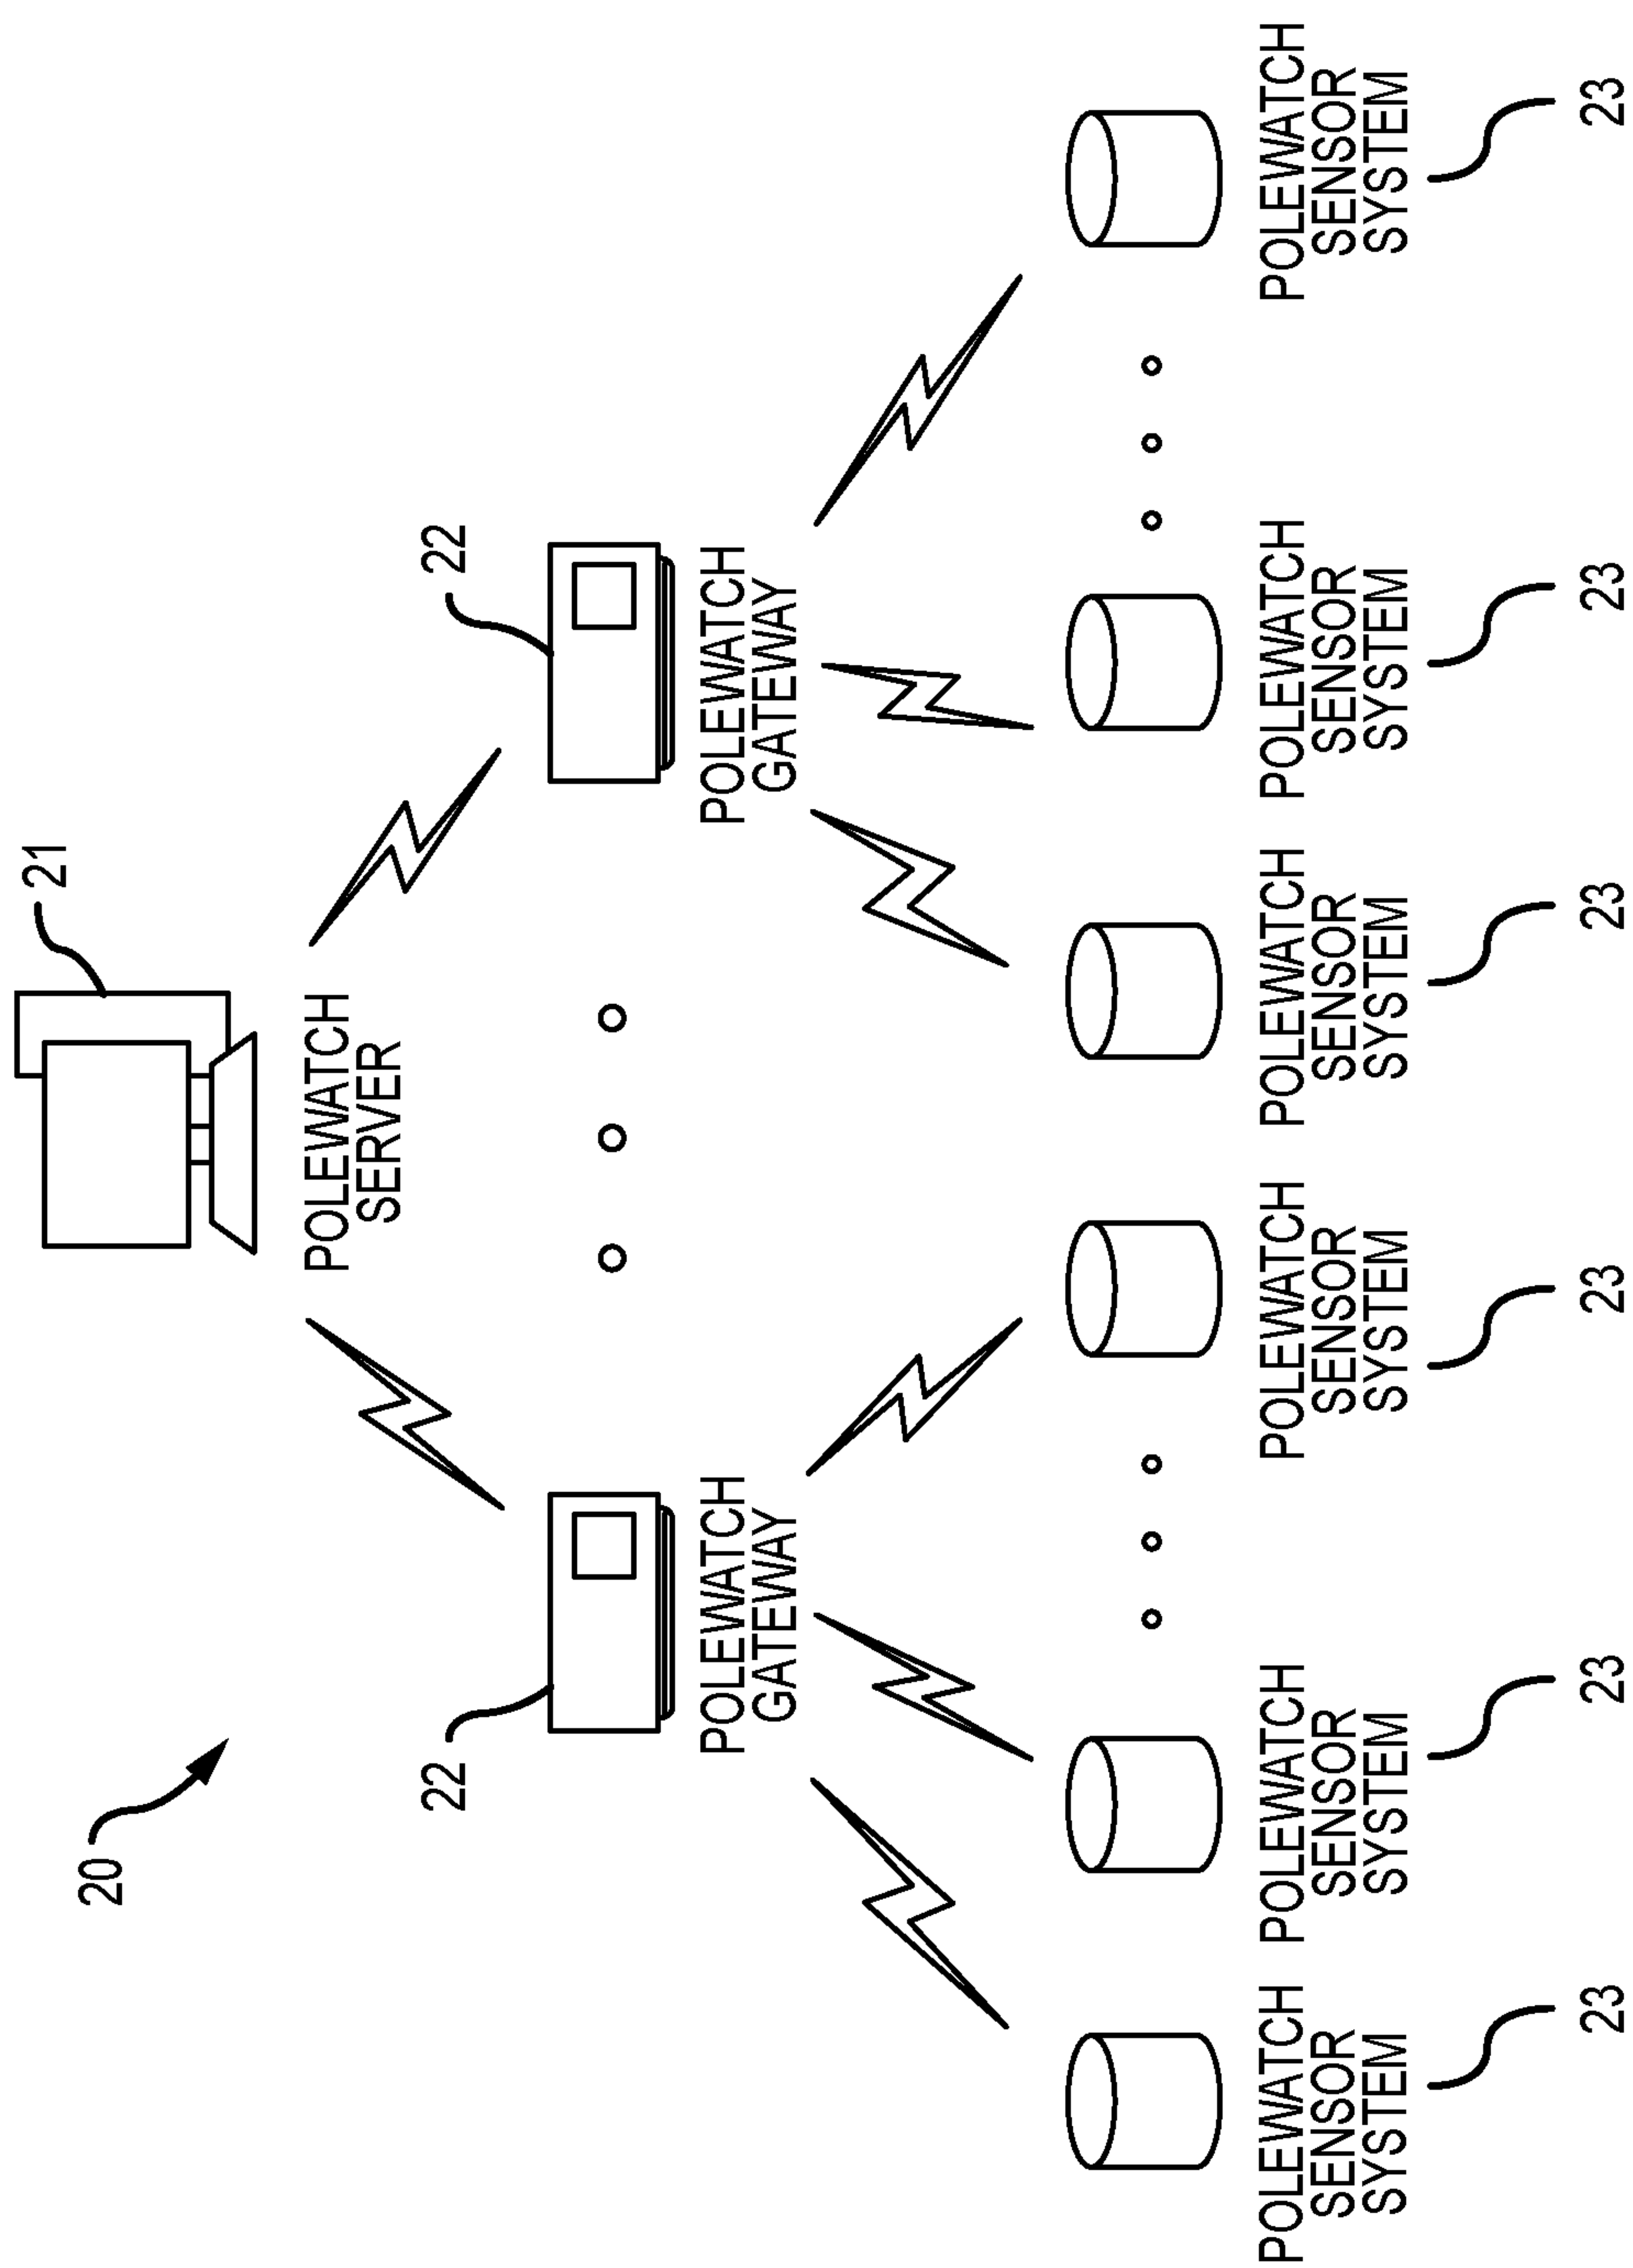 20
21
POLEWATCH
SERVER
22
22
POLEWATCH
GATEWAY
POLEWATCH
GATEWAY
POLEWATCH
SENSOR
SYSTEM
POLEWATCH
SENSOR
SYSTEM
POLEWATCH
SENSOR
SYSTEM
POLEWATCH
SENSOR
SYSTEM
POLEWATCH
SENSOR
SYSTEM
POLEWATCH
SENSOR
SYSTEM
23
23
23
23
23
23